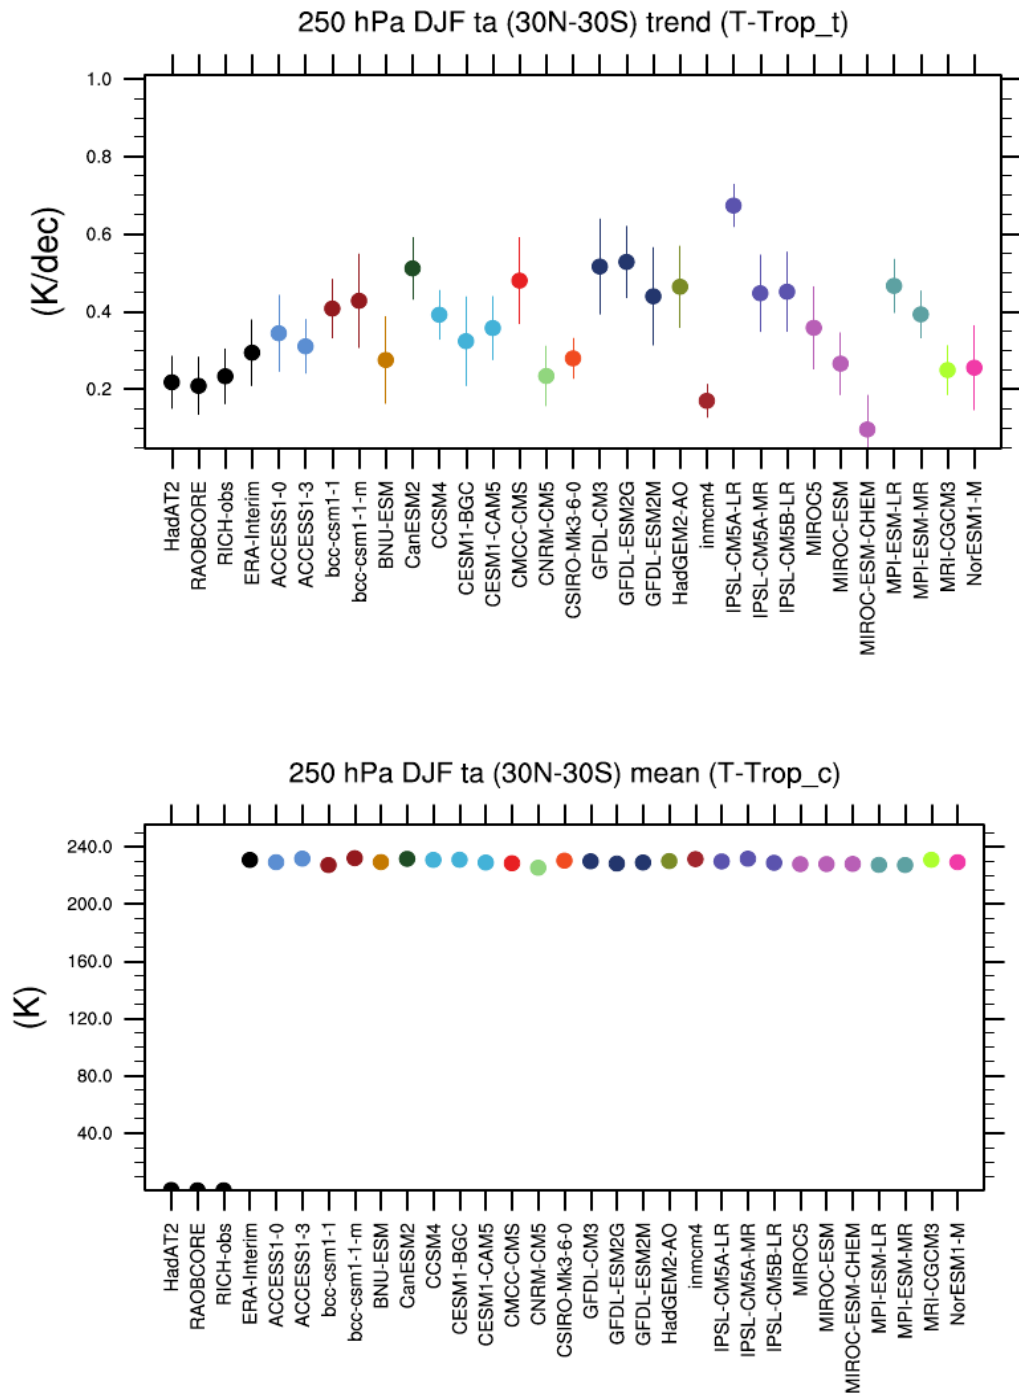 250 hPa DJF ta (30N-30S) trend (T-Trop_t)
(K/dec)
1.0
0.8
0.6
0.4
0.2
HadAT2
RAOBCORE
RICH-obs
ERA-Interim
ACCESS1-0
ACCESS1-3
bcc-csm1-1
bcc-csm1-1-m
BNU-ESM
CanESM2
CCSM4
CESM1-BGC
CESM1-CAM5
CMCC-CMS
CNRM-CM5
CSIRO-Mk3-6-0
GFDL-CM3
GFDL-ESM2G
GFDL-ESM2M
HadGEM2-AO
inmcm4
IPSL-CM5A-LR
IPSL-CM5A-MR
IPSL-CM5B-LR
MIROC5
MIROC-ESM
MIROC-ESM-CHEM
MPI-ESM-LR
MPI-ESM-MR
MRI-CGCM3
NorESM1-M
250 hPa DJF ta (30N-30S) mean (T-Trop_c)
(K)
240.0
200.0
160.0
120.0
80.0
40.0
HadAT2
RAOBCORE
RICH-obs
ERA-Interim
ACCESS1-0
ACCESS1-3
bcc-csm1-1
bcc-csm1-1-m
BNU-ESM
CanESM2
CCSM4
CESM1-BGC
CESM1-CAM5
CMCC-CMS
CNRM-CM5
CSIRO-Mk3-6-0
GFDL-CM3
GFDL-ESM2G
GFDL-ESM2M
HadGEM2-AO
inmcm4
IPSL-CM5A-LR
IPSL-CM5A-MR
IPSL-CM5B-LR
MIROC5
MIROC-ESM
MIROC-ESM-CHEM
MPI-ESM-LR
MPI-ESM-MR
MRI-CGCM3
NorESM1-M